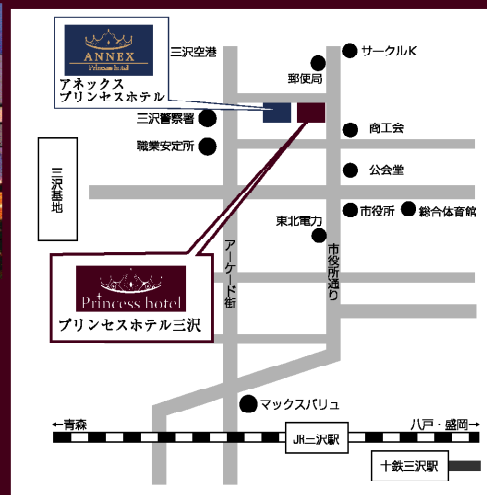 ANNEX
Princess hotel
アネックス
プリンセスホテル
三沢空港
サークルK
郵便局
三沢警察署
商工会
職業安定所
公会堂
三沢基地
市役所
総合体育館
東北電力
アーケード街
市役所通り
Princess hotel
プリンセスホテル三沢
マックスバリュ
←青森
八戸・盛岡→
JR三沢駅
十鉄三沢駅